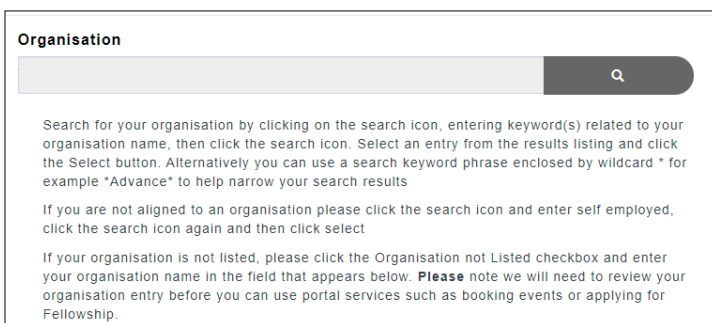 Organisation
Search for your organisation by clicking on the search icon, entering keyword(s) related to your
organisation name, then click the search icon. Select an entry from the results listing and click
the Select button. Alternatively you can use a search keyword phrase enclosed by wildcard * for
example *Advance* to help narrow your search results
If you are not aligned to an organisation please click the search icon and enter self employed,
click the search icon again and then click select
If your organisation is not listed, please click the Organisation not Listed checkbox and enter
your organisation name in the field that appears below. Please note we will need to review your
organisation entry before you can use portal services such as booking events or applying for
Fellowship.